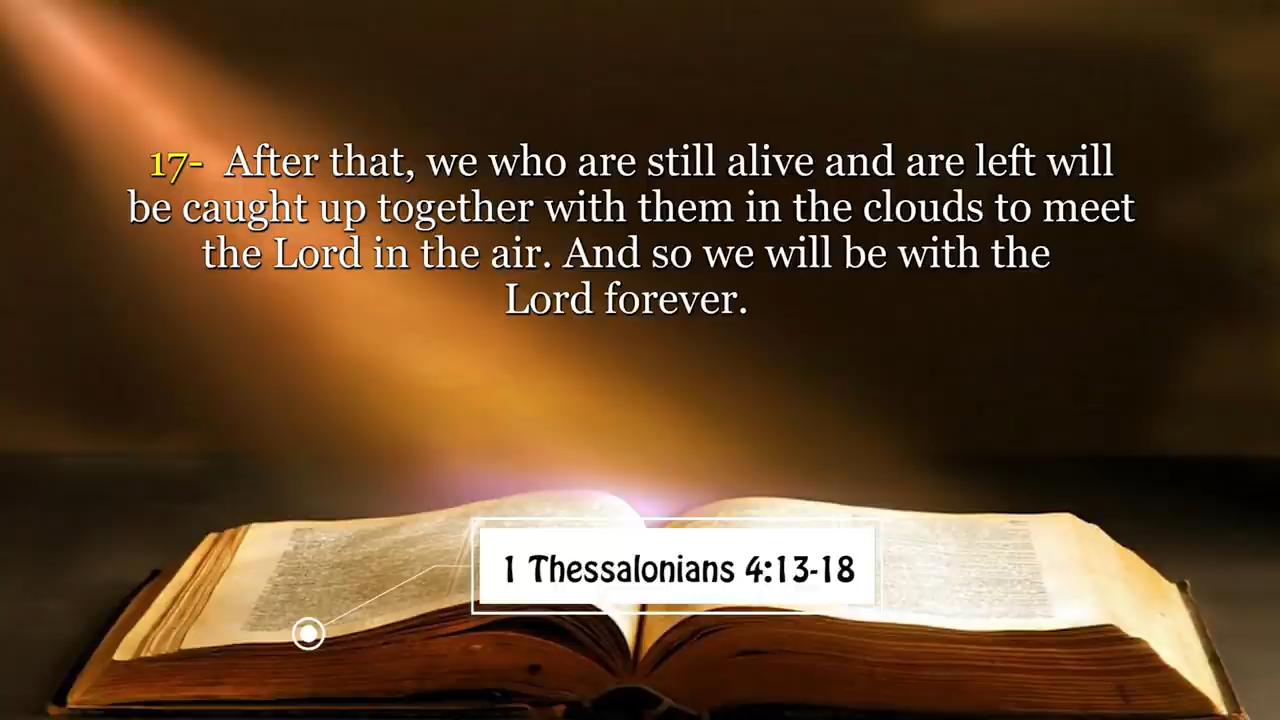 17- After that, we who are still alive and are left will
be caught up together with them in the clouds to meet
the Lord in the air. And so we will be with the
Lord forever.
1 Thessalonians 4:13-18